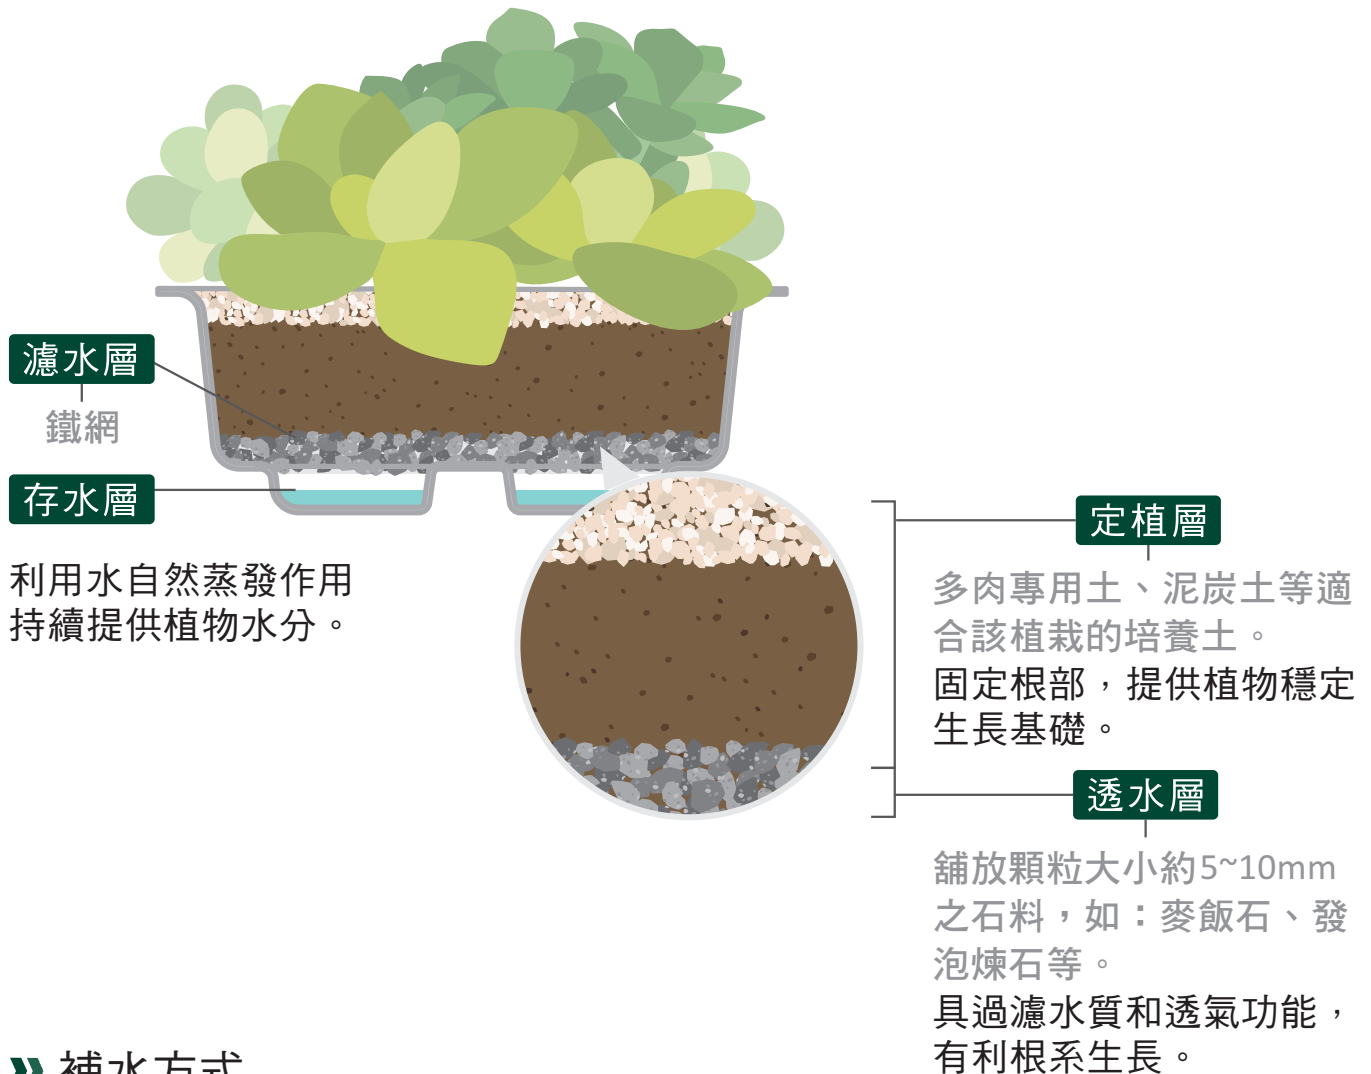 濾水層
鐵網
存水層
利用水自然蒸發作用
持續提供植物水分。
定植層
多肉專用土、泥炭土等適
合該植栽的培養土。
固定根部，提供植物穩定
生長基礎。
透水層
舖放顆粒大小約5~10mm
之石料，如：麥飯石、發
泡煉石等。
具過濾水質和透氣功能，
有利根系生長。
補水方式